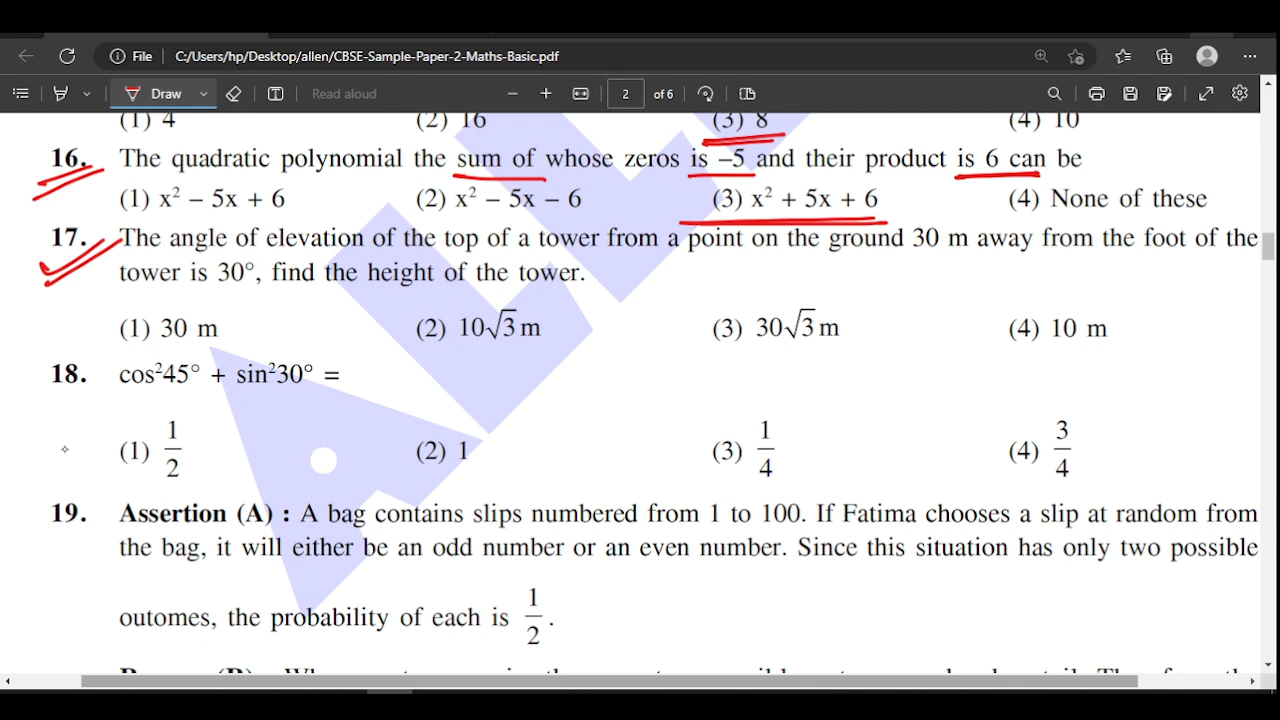 File C:/Users/hp/Desktop/allen/CBSE-Sample-Paper-2-Maths-Basic.pdf
Draw Read aloud 2 of 6
(1) 4 (2) 16 (3) 8 (4) 10
16. The quadratic polynomial the sum of whose zeros is –5 and their product is 6 can be
(1) x² – 5x + 6 (2) x² – 5x – 6 (3) x² + 5x + 6 (4) None of these
17. The angle of elevation of the top of a tower from a point on the ground 30 m away from the foot of the
tower is 30°, find the height of the tower.
(1) 30 m (2) 10√3 m (3) 30√3 m (4) 10 m
18. cos²45° + sin²30° =
(1) 1/2 (2) 1 (3) 1/4 (4) 3/4
19. Assertion (A) : A bag contains slips numbered from 1 to 100. If Fatima chooses a slip at random from
the bag, it will either be an odd number or an even number. Since this situation has only two possible
outomes, the probability of each is 1/2.